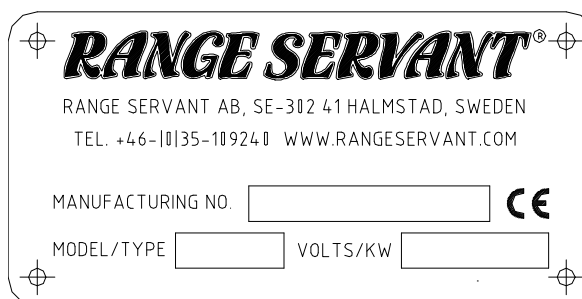 RANGE SERVANT®
RANGE SERVANT AB, SE-302 41 HALMSTAD, SWEDEN
TEL. +46-(0)35-109240 WWW.RANGESERVANT.COM
MANUFACTURING NO. CE
MODEL/TYPE VOLTS/KW